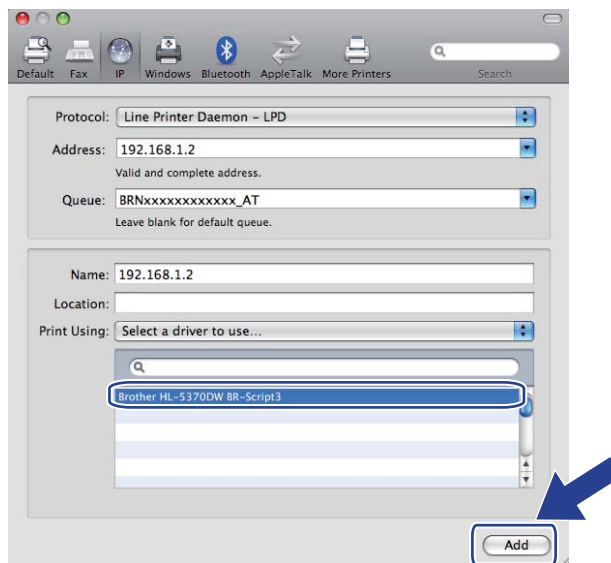 Default Fax IP Windows Bluetooth AppleTalk More Printers Search
Protocol: Line Printer Daemon – LPD
Address: 192.168.1.2
Valid and complete address.
Queue: BRNxxxxxxxxxxxx_AT
Leave blank for default queue.
Name: 192.168.1.2
Location:
Print Using: Select a driver to use...
Brother HL-5370DW BR-Script3
Add